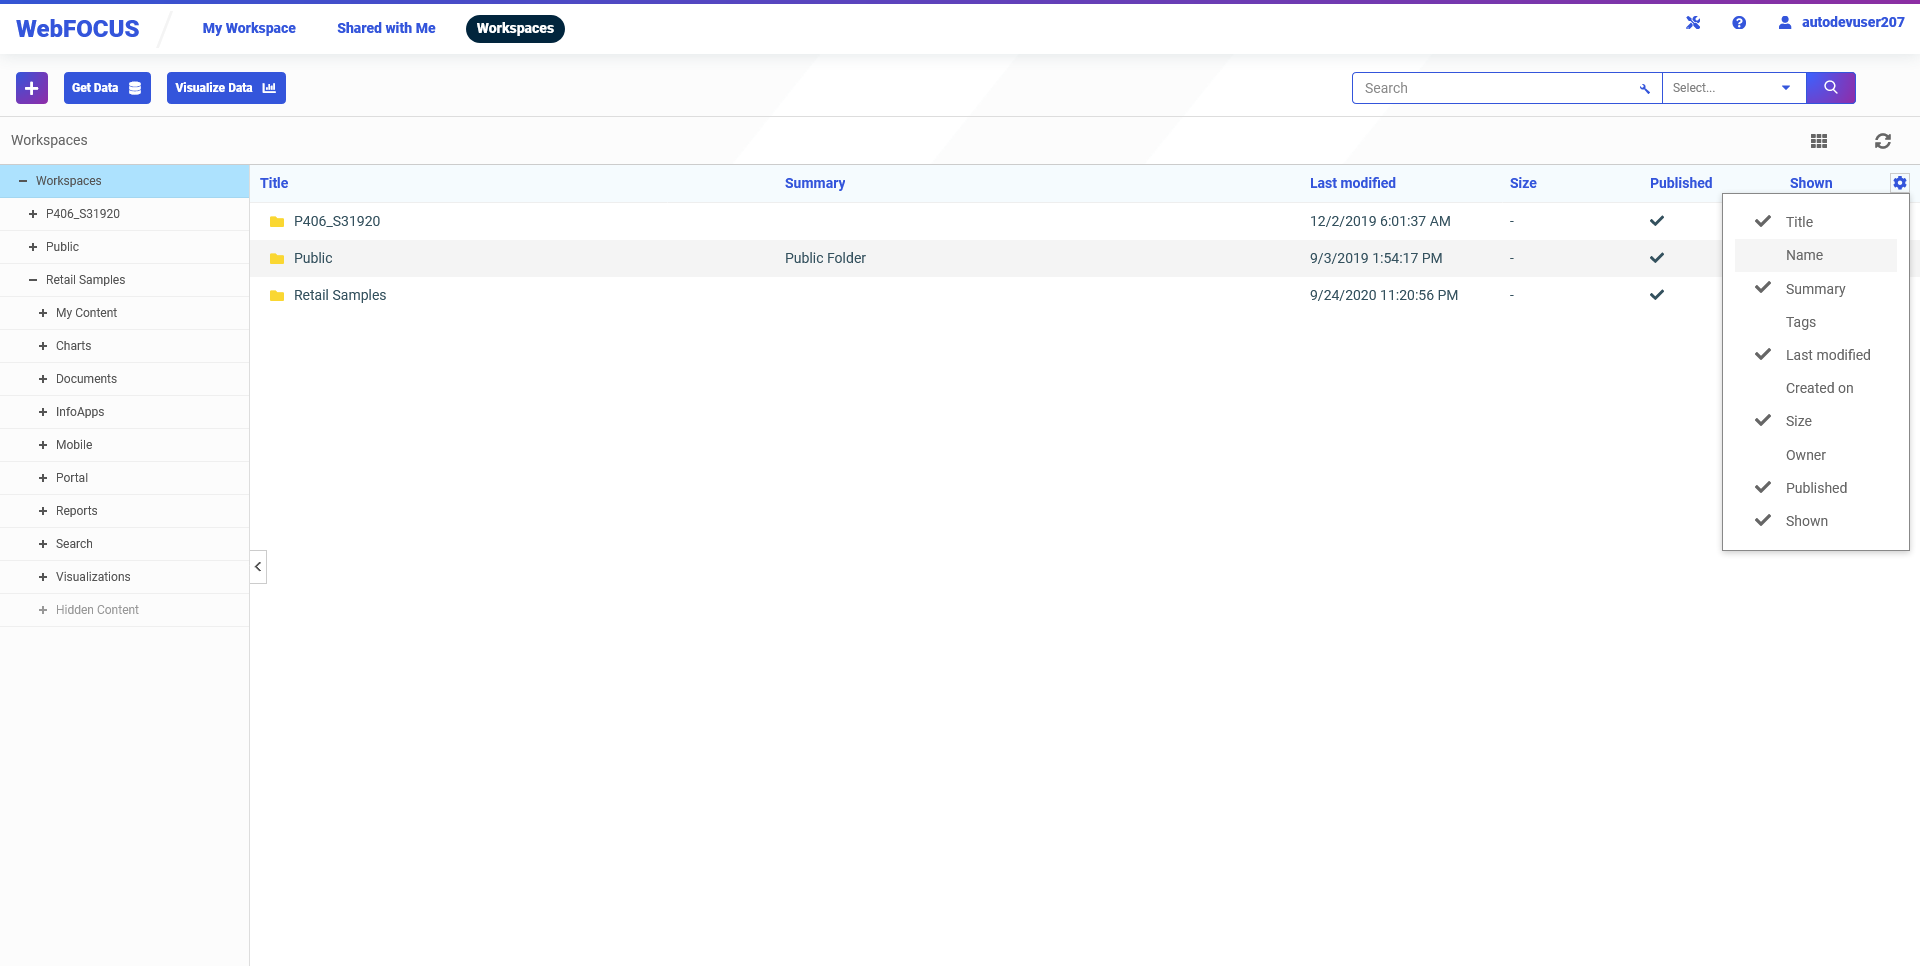 WebFOCUS
My Workspace
Shared with Me
Workspaces
autodevuser207
Get Data
Visualize Data
Search
Select...
Workspaces
Workspaces
P406_S31920
Public
Retail Samples
My Content
Charts
Documents
InfoApps
Mobile
Portal
Reports
Search
Visualizations
Hidden Content
Title Summary Last modified Size Published Shown
P406_S31920 12/2/2019 6:01:37 AM -
Public Public Folder 9/3/2019 1:54:17 PM -
Retail Samples 9/24/2020 11:20:56 PM -
Title
Name
Summary
Tags
Last modified
Created on
Size
Owner
Published
Shown